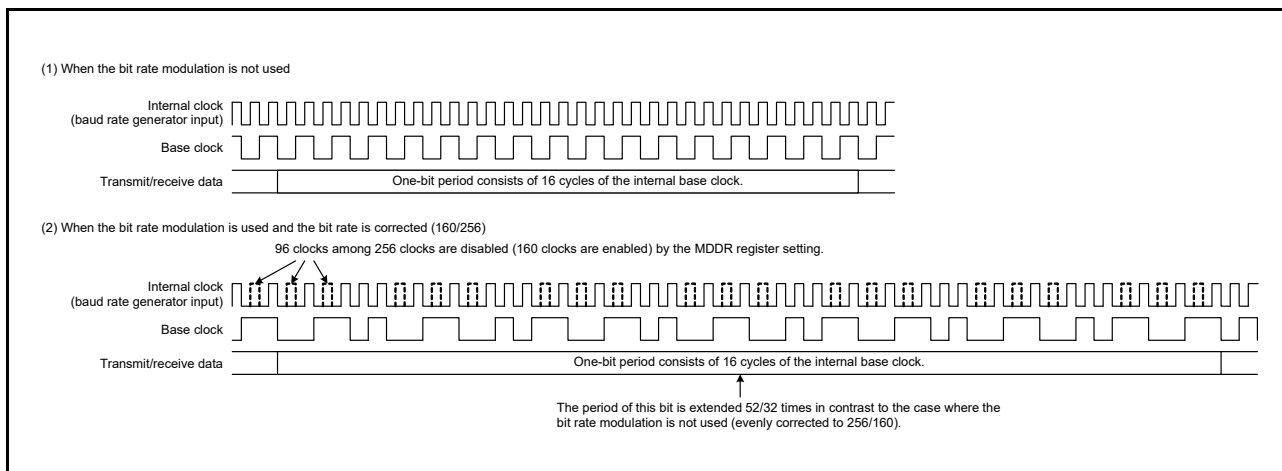 (1) When the bit rate modulation is not used
Internal clock
(baud rate generator input)
Base clock
Transmit/receive data
One-bit period consists of 16 cycles of the internal base clock.
(2) When the bit rate modulation is used and the bit rate is corrected (160/256)
96 clocks among 256 clocks are disabled (160 clocks are enabled) by the MDDR register setting.
Internal clock
(baud rate generator input)
Base clock
Transmit/receive data
One-bit period consists of 16 cycles of the internal base clock.
The period of this bit is extended 52/32 times in contrast to the case where the
bit rate modulation is not used (evenly corrected to 256/160).